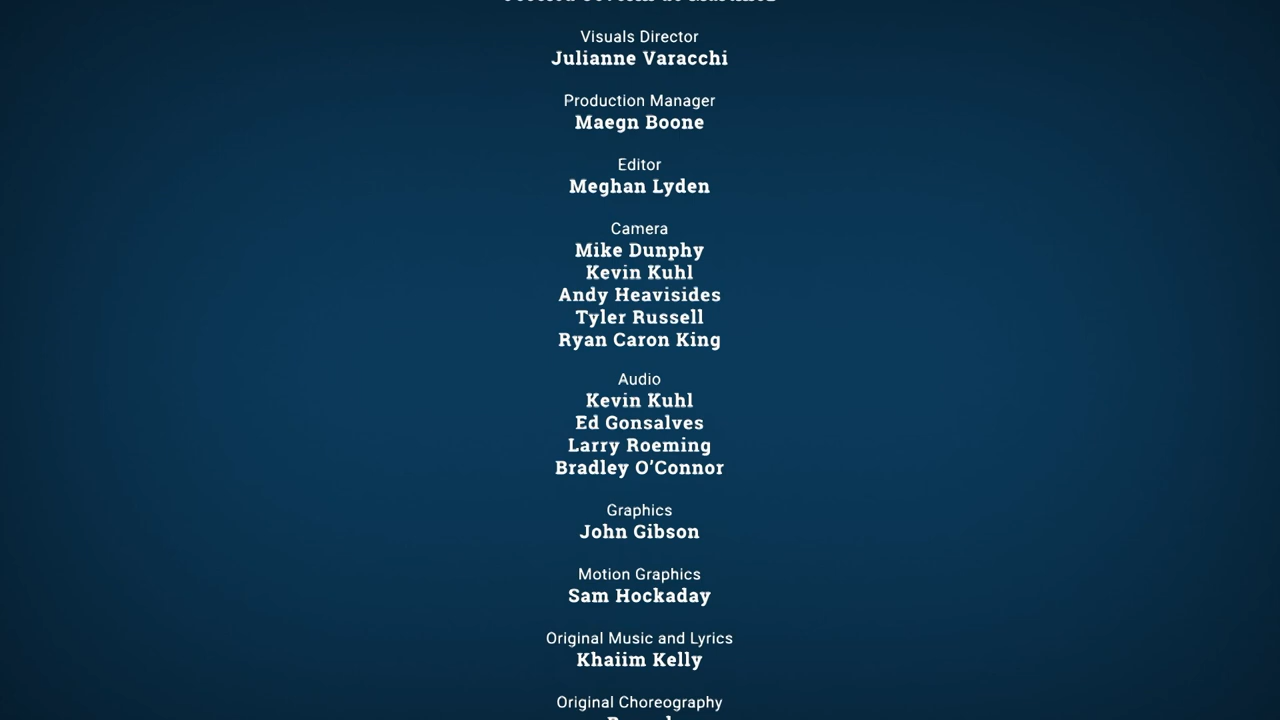 Visuals Director
Julianne Varacchi
Production Manager
Maegn Boone
Editor
Meghan Lyden
Camera
Mike Dunphy
Kevin Kuhl
Andy Heavisides
Tyler Russell
Ryan Caron King
Audio
Kevin Kuhl
Ed Gonsalves
Larry Roeming
Bradley O’Connor
Graphics
John Gibson
Motion Graphics
Sam Hockaday
Original Music and Lyrics
Khaiim Kelly
Original Choreography